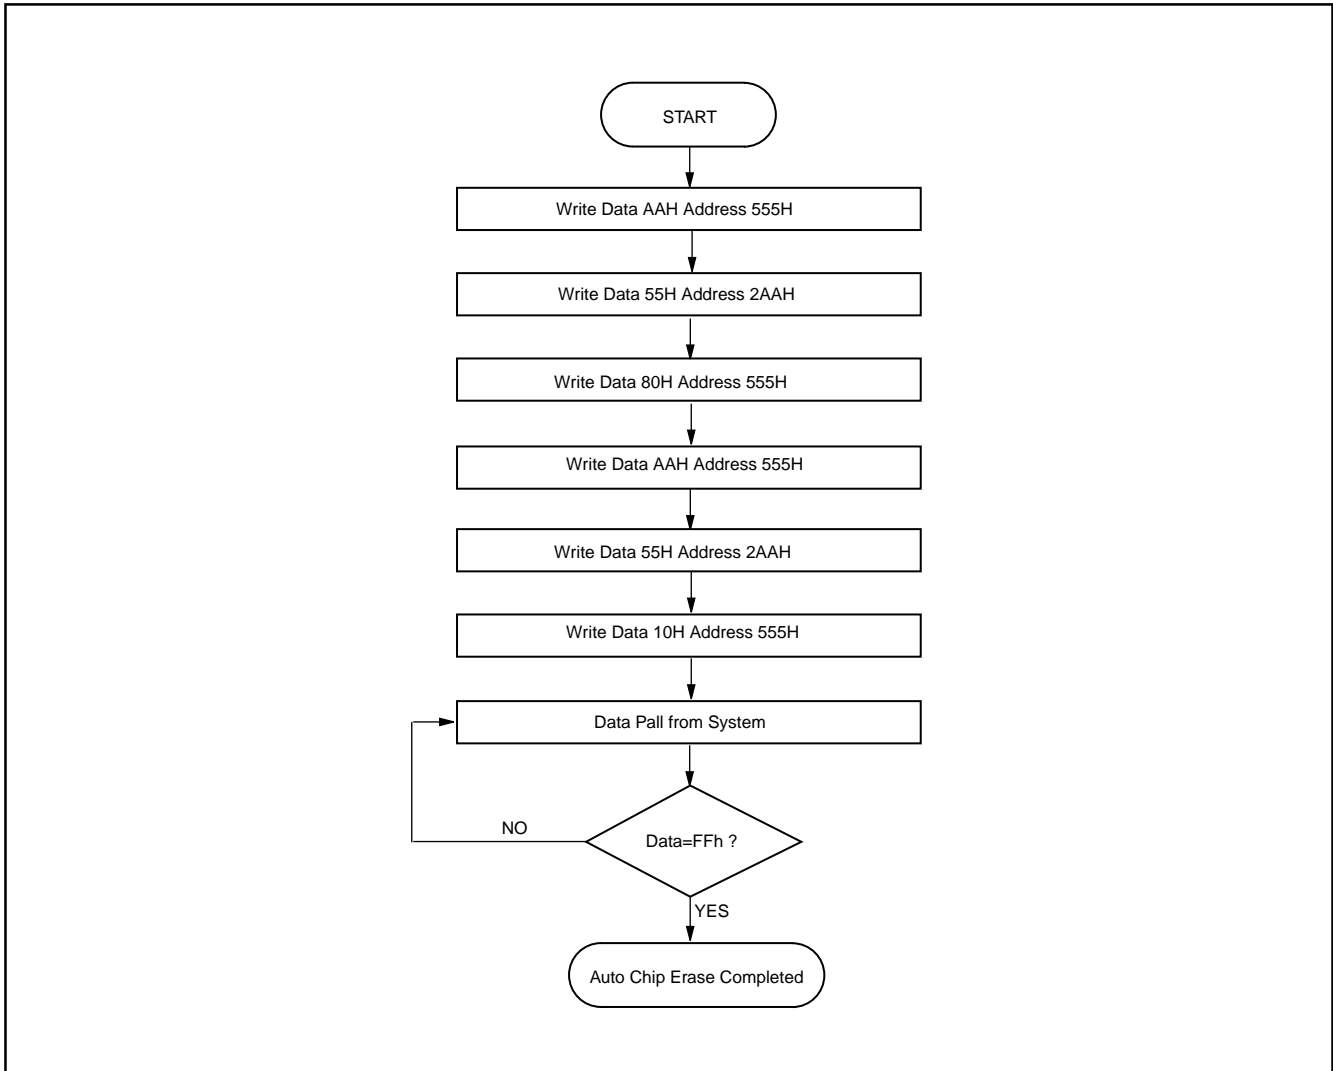 START
Write Data AAH Address 555H
Write Data 55H Address 2AAH
Write Data 80H Address 555H
Write Data AAH Address 555H
Write Data 55H Address 2AAH
Write Data 10H Address 555H
Data Pall from System
NO
Data=FFh ?
YES
Auto Chip Erase Completed